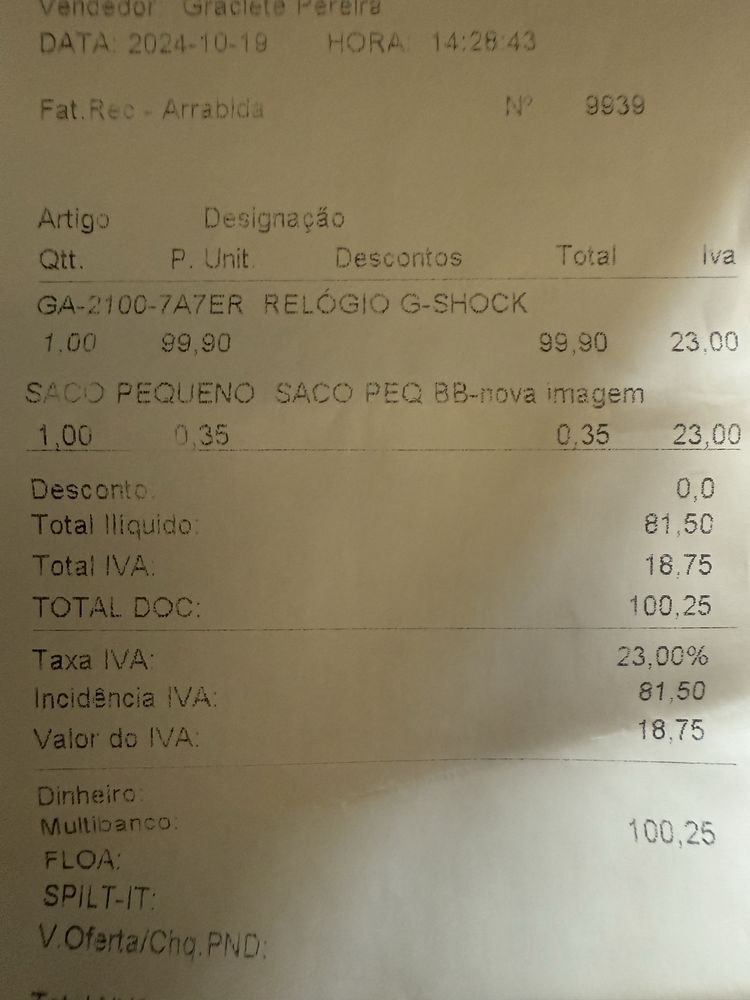 Vendedor: Graciete Pereira
DATA: 2024-10-19 HORA: 14:28:43
Fat.Rec - Arrabida Nº 9939
Artigo Designação
Qtt. P. Unit. Descontos Total Iva
GA-2100-7A7ER RELÓGIO G-SHOCK
1,00 99,90 99,90 23,00
SACO PEQUENO SACO PEQ BB-nova imagem
1,00 0,35 0,35 23,00
Desconto: 0,0
Total Ilíquido: 81,50
Total IVA: 18,75
TOTAL DOC: 100,25
Taxa IVA: 23,00%
Incidência IVA: 81,50
Valor do IVA: 18,75
Dinheiro:
Multibanco: 100,25
FLOA:
SPILT-IT:
V.Oferta/Chq.PND: